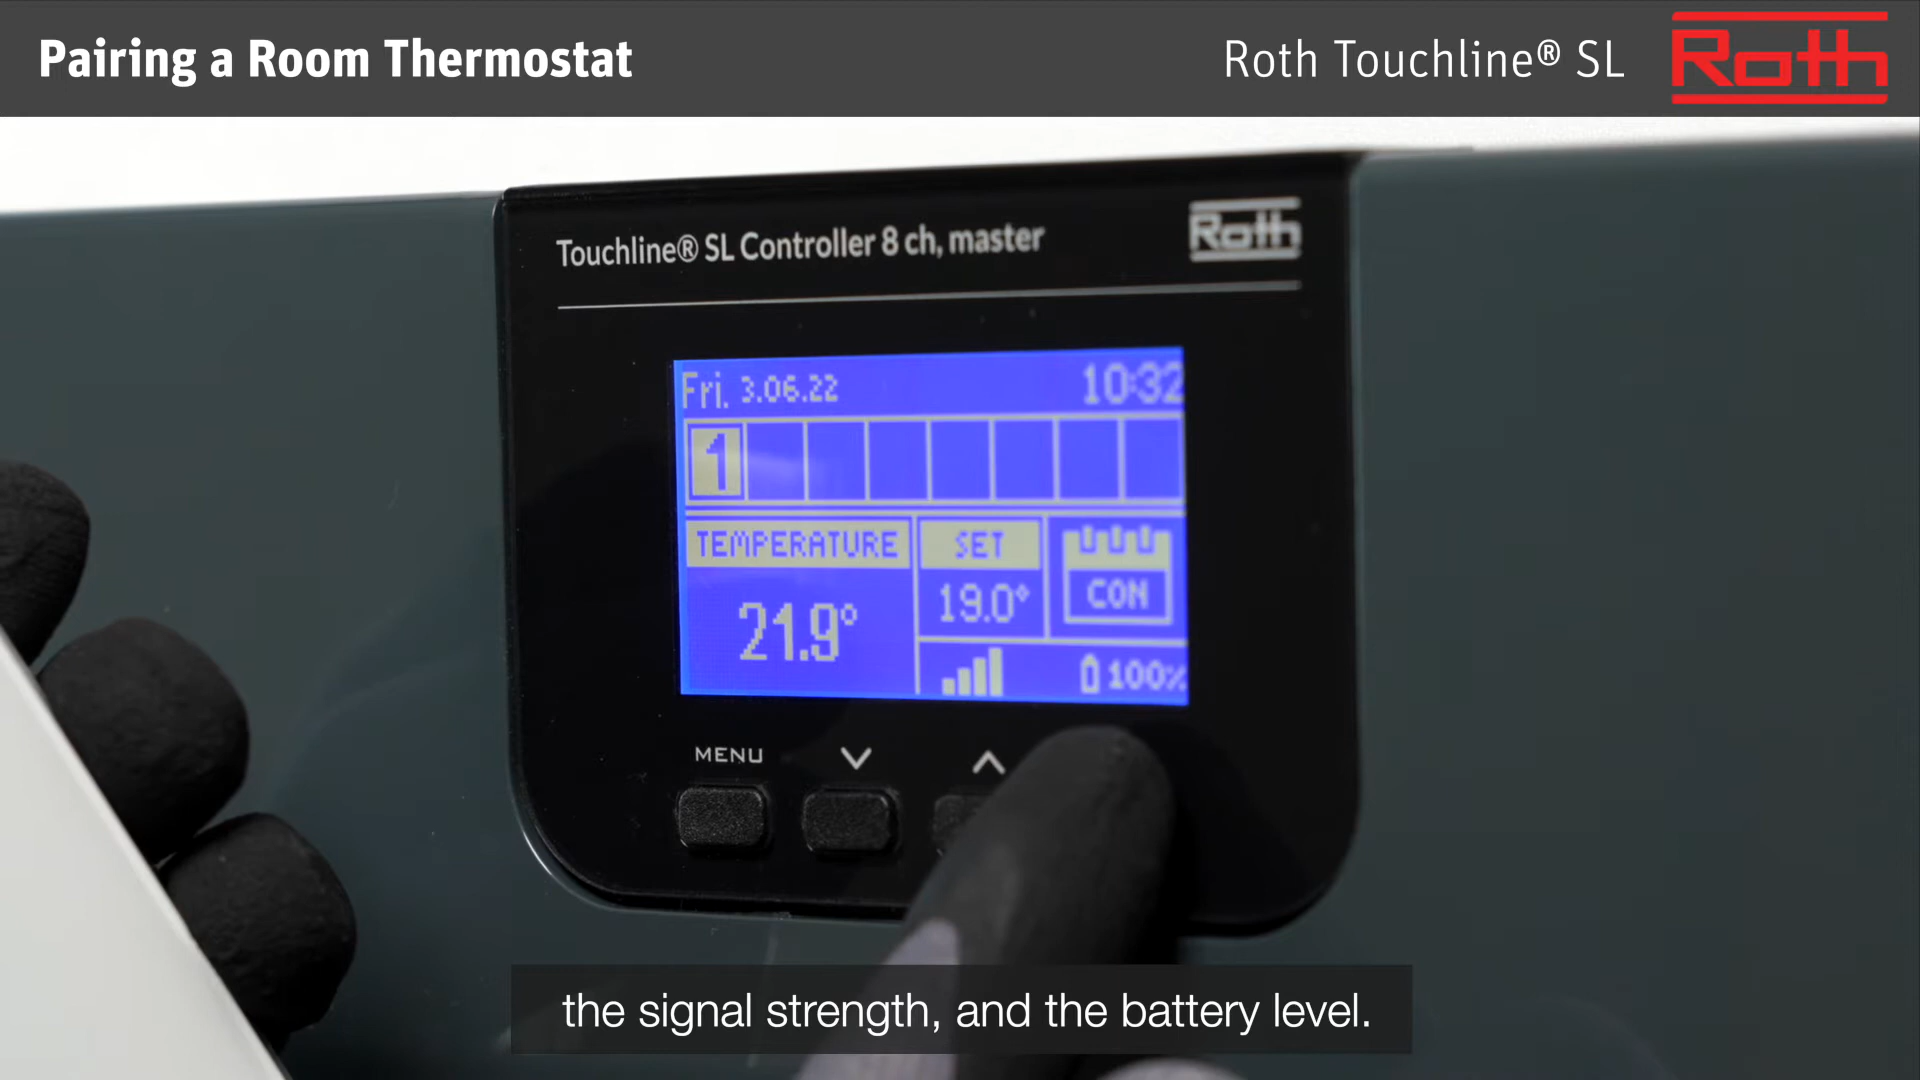 Pairing a Room Thermostat
Roth Touchline® SL
Roth
Touchline® SL Controller 8 ch, master
Roth
Fri. 3.06.22
10:32
1
TEMPERATURE
SET
CON
19.0°
21.9°
100%
MENU
the signal strength, and the battery level.